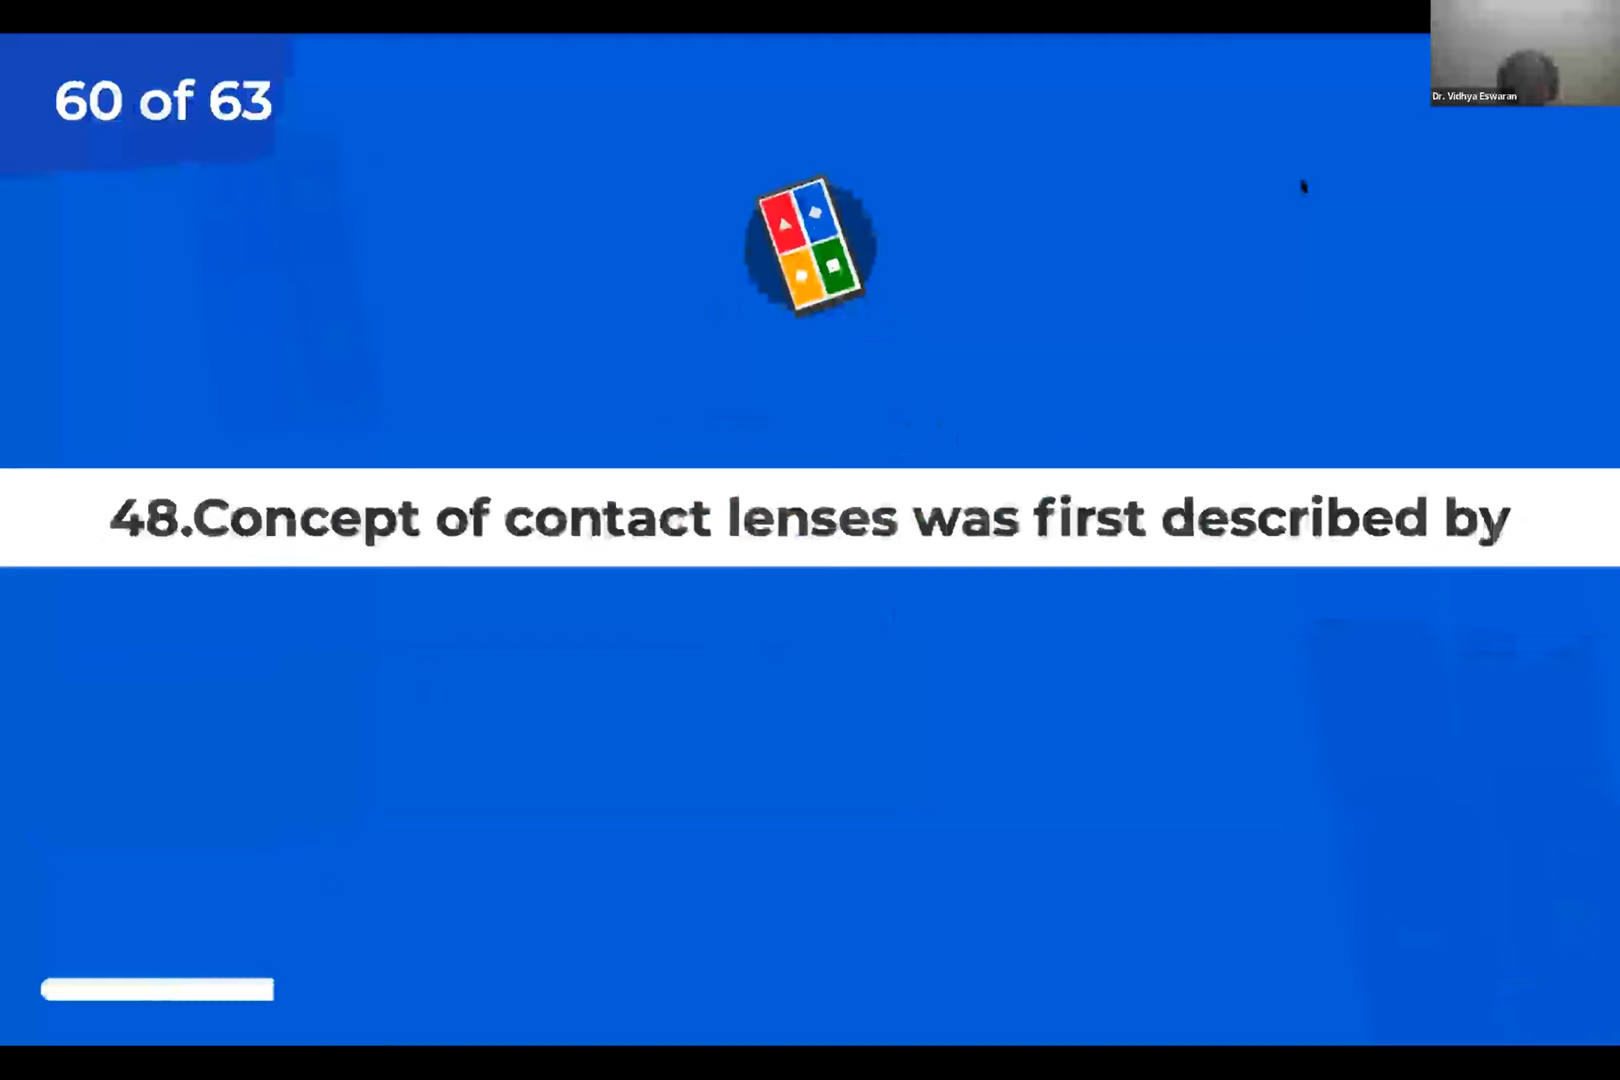 60 of 63
Dr. Vidhya Eswaran
48.Concept of contact lenses was first described by